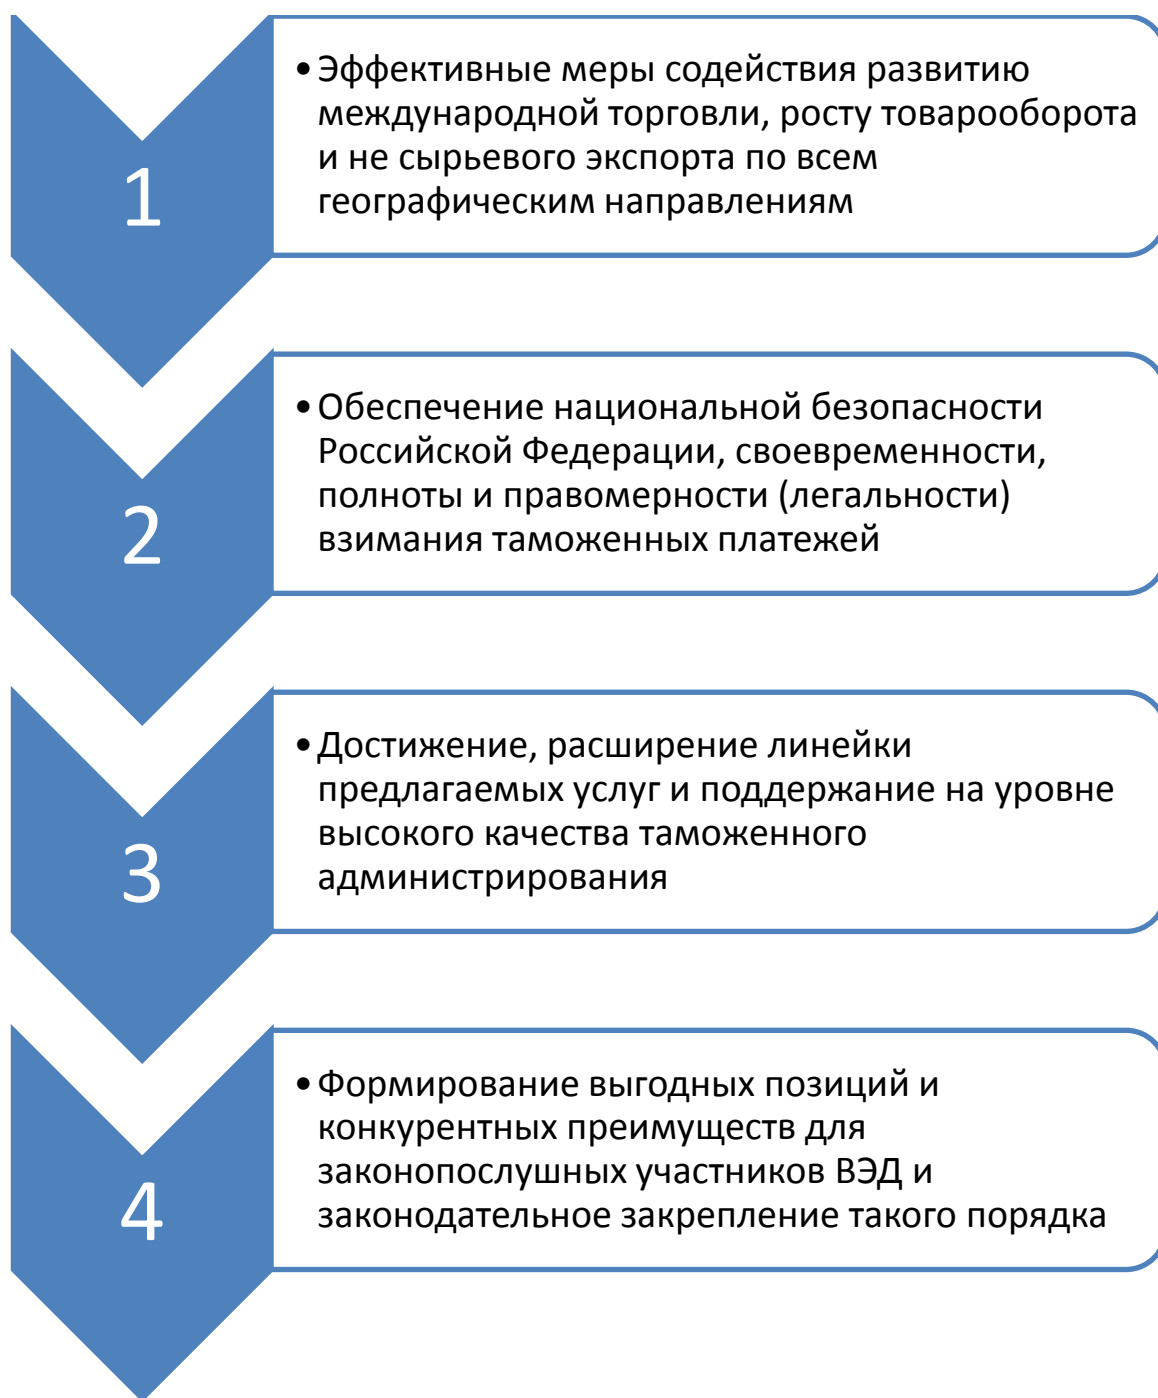 1
• Эффективные меры содействия развитию
международной торговли, росту товарооборота
и не сырьевого экспорта по всем
географическим направлениям
2
• Обеспечение национальной безопасности
Российской Федерации, своевременности,
полноты и правомерности (легальности)
взимания таможенных платежей
3
• Достижение, расширение линейки
предлагаемых услуг и поддержание на уровне
высокого качества таможенного
администрирования
4
• Формирование выгодных позиций и
конкурентных преимуществ для
законопослушных участников ВЭД и
законодательное закрепление такого порядка